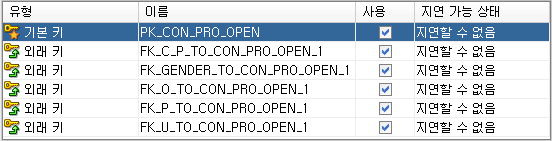 유형 이름 사용 지연 가능 상태
기본 키 PK_CON_PRO_OPEN 지연할 수 없음
외래 키 FK_C_P_TO_CON_PRO_OPEN_1 지연할 수 없음
외래 키 FK_GENDER_TO_CON_PRO_OPEN_1 지연할 수 없음
외래 키 FK_O_TO_CON_PRO_OPEN_1 지연할 수 없음
외래 키 FK_P_TO_CON_PRO_OPEN_1 지연할 수 없음
외래 키 FK_U_TO_CON_PRO_OPEN_1 지연할 수 없음